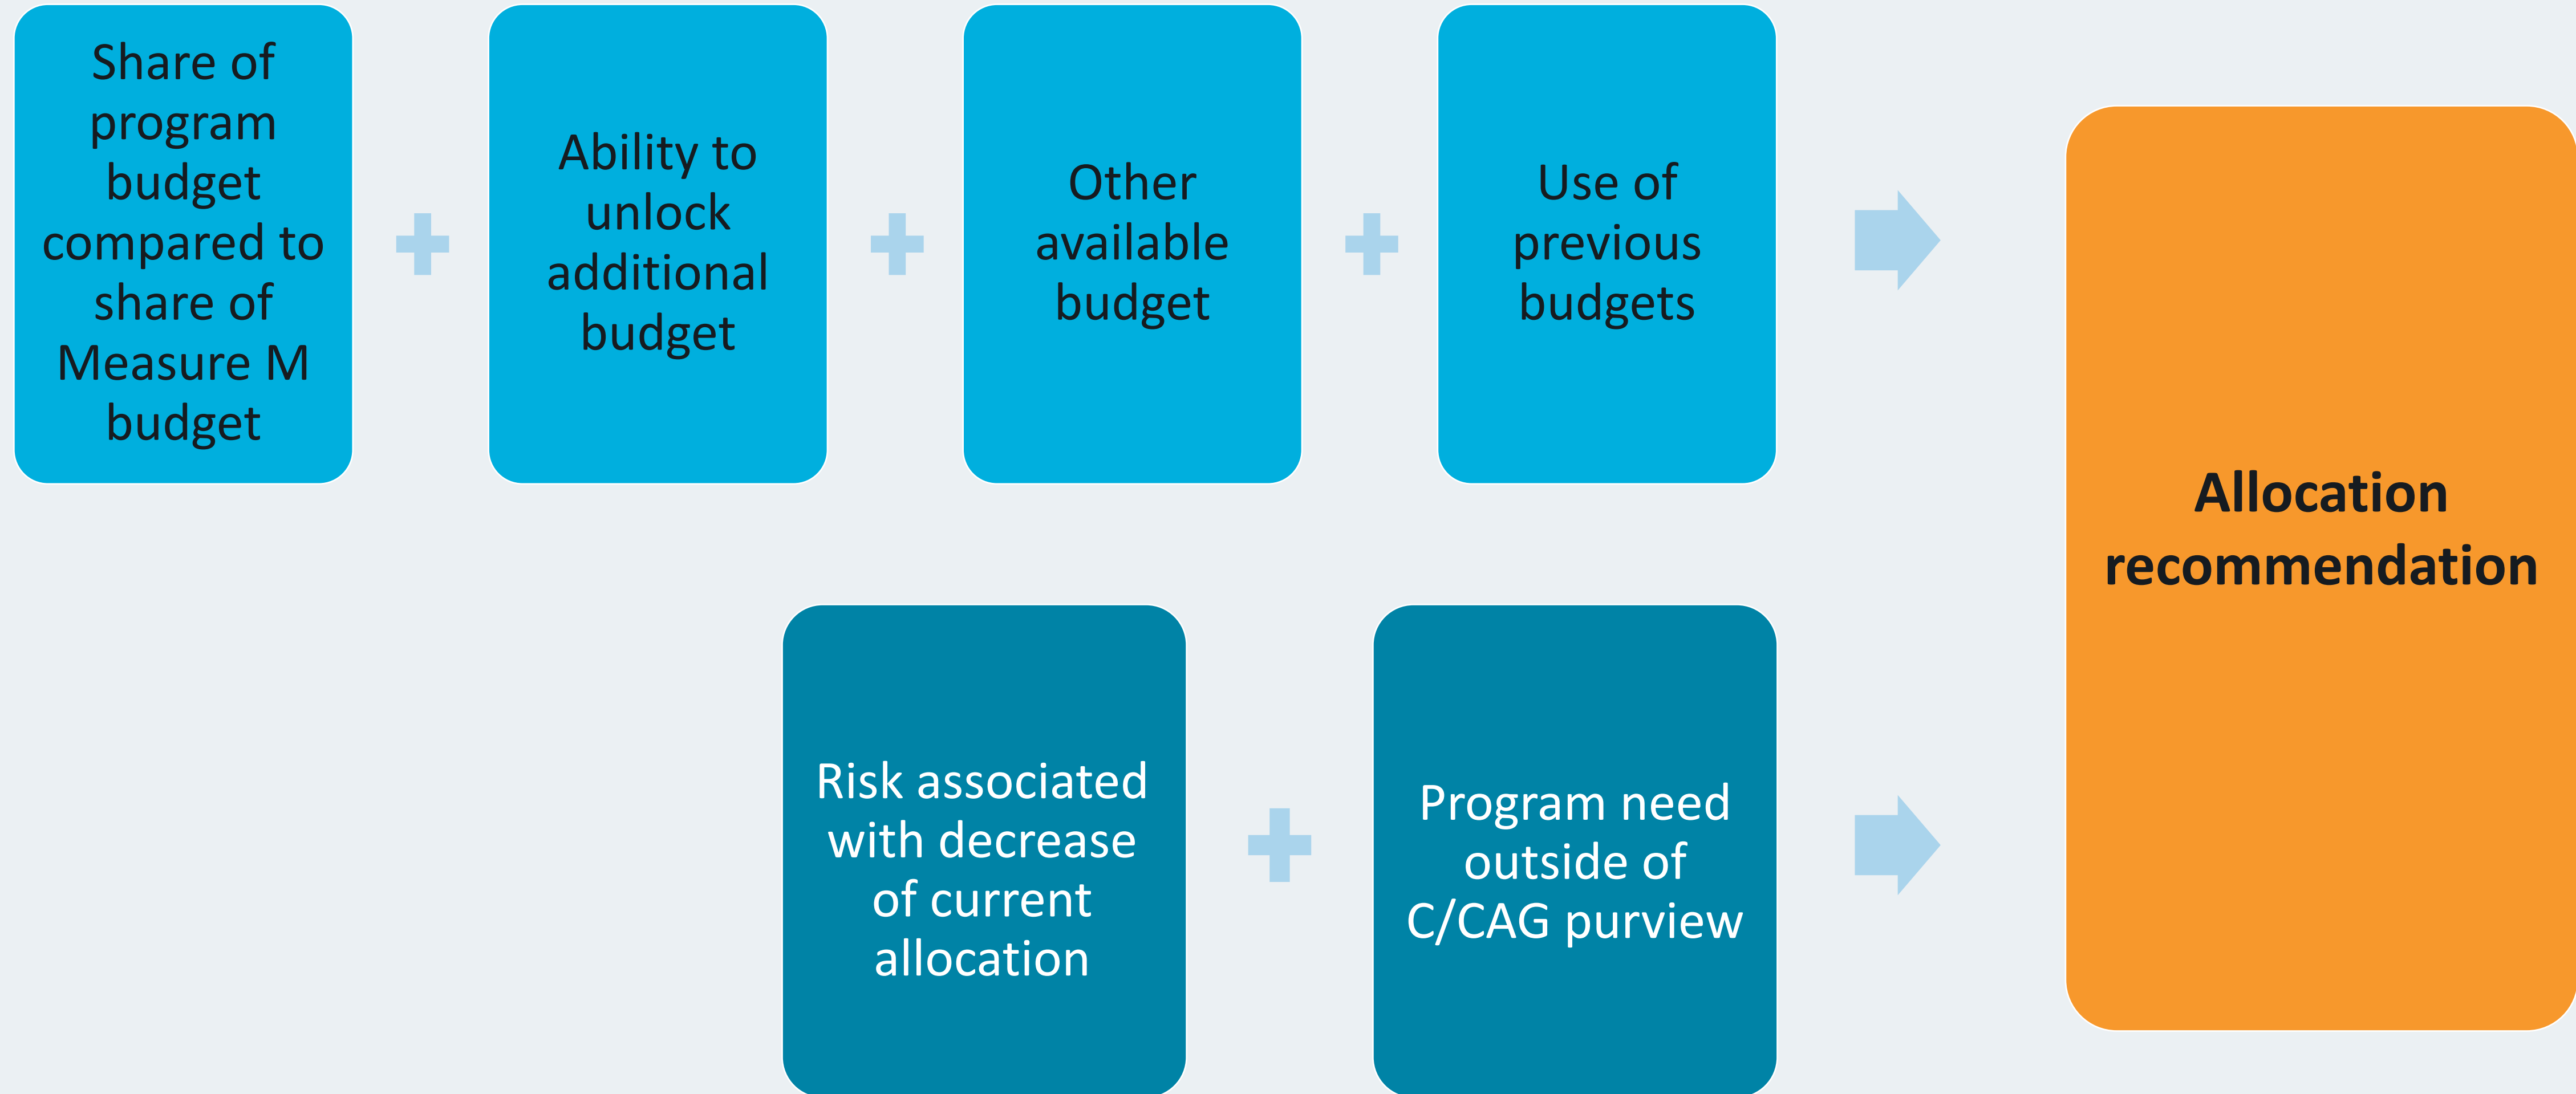 Share of
program
budget
compared to
share of
Measure M
budget
Ability to
unlock
additional
budget
Other
available
budget
Use of
previous
budgets
Allocation
recommendation
Risk associated
with decrease
of current
allocation
Program need
outside of
C/CAG purview